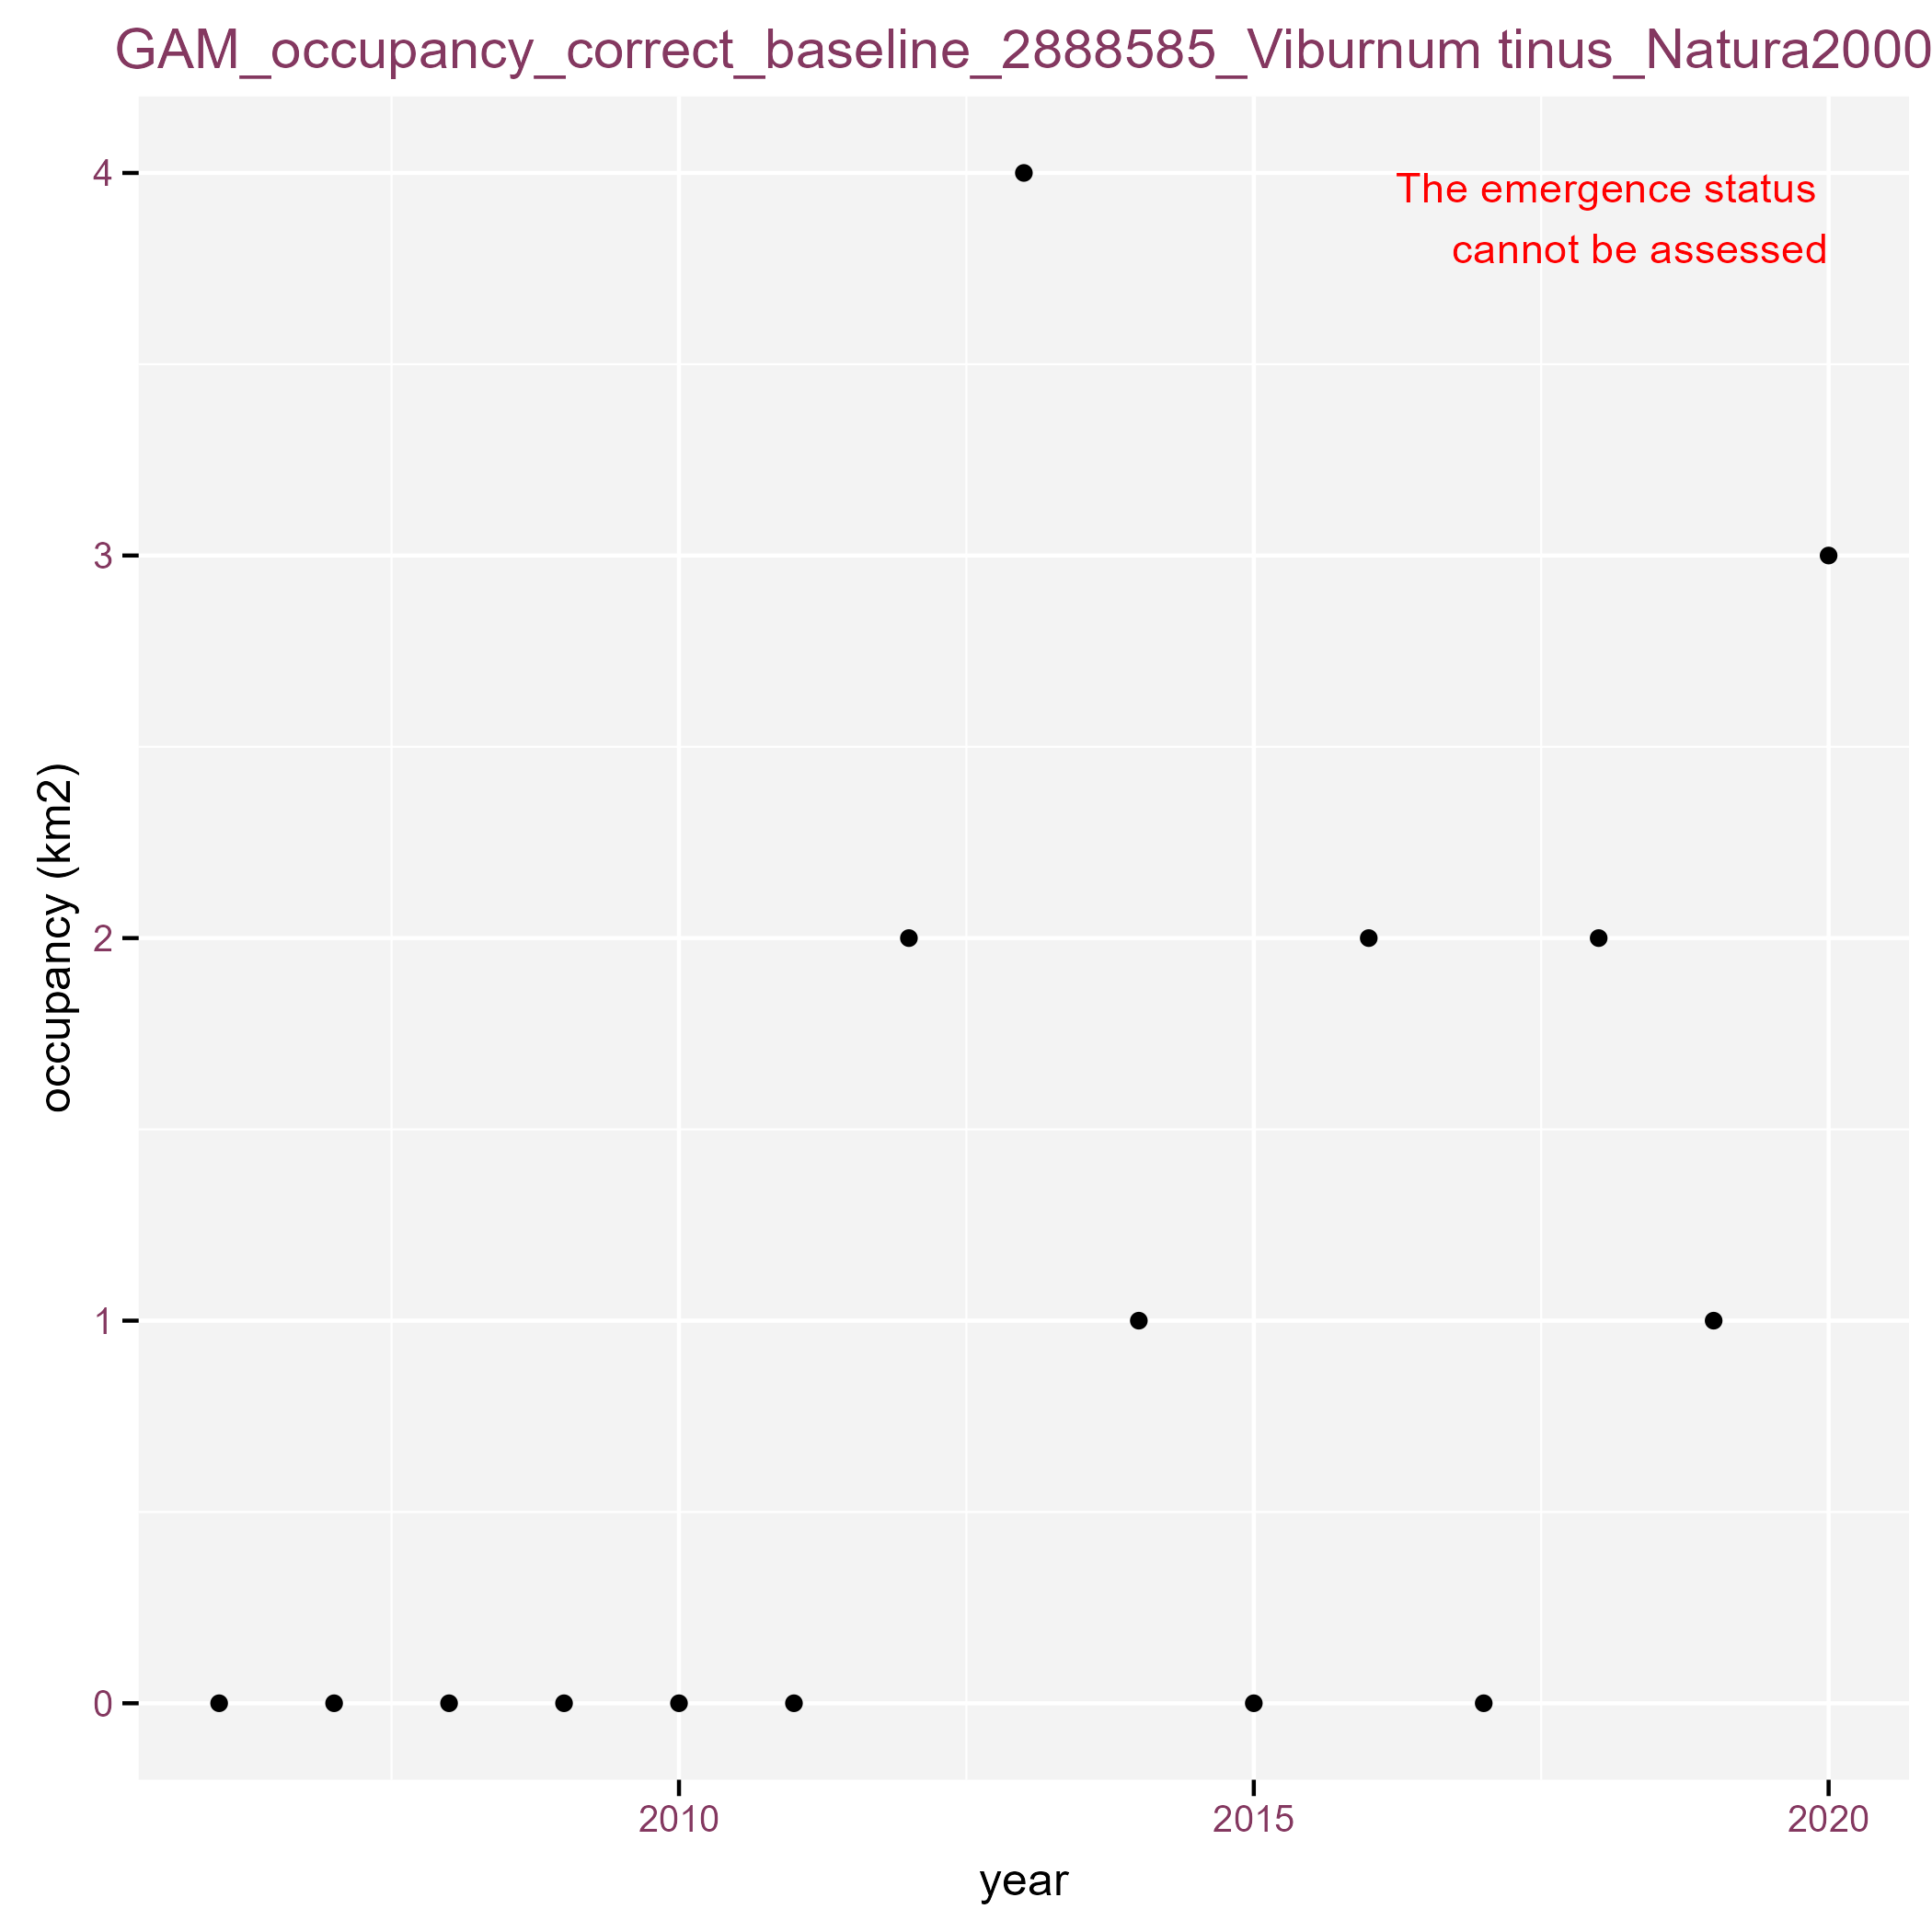 GAM_occupancy_correct_baseline_2888585_Viburnum tinus_Natura2000
The emergence status
cannot be assessed
4
3
2
1
0
occupancy (km2)
2010
2015
2020
year